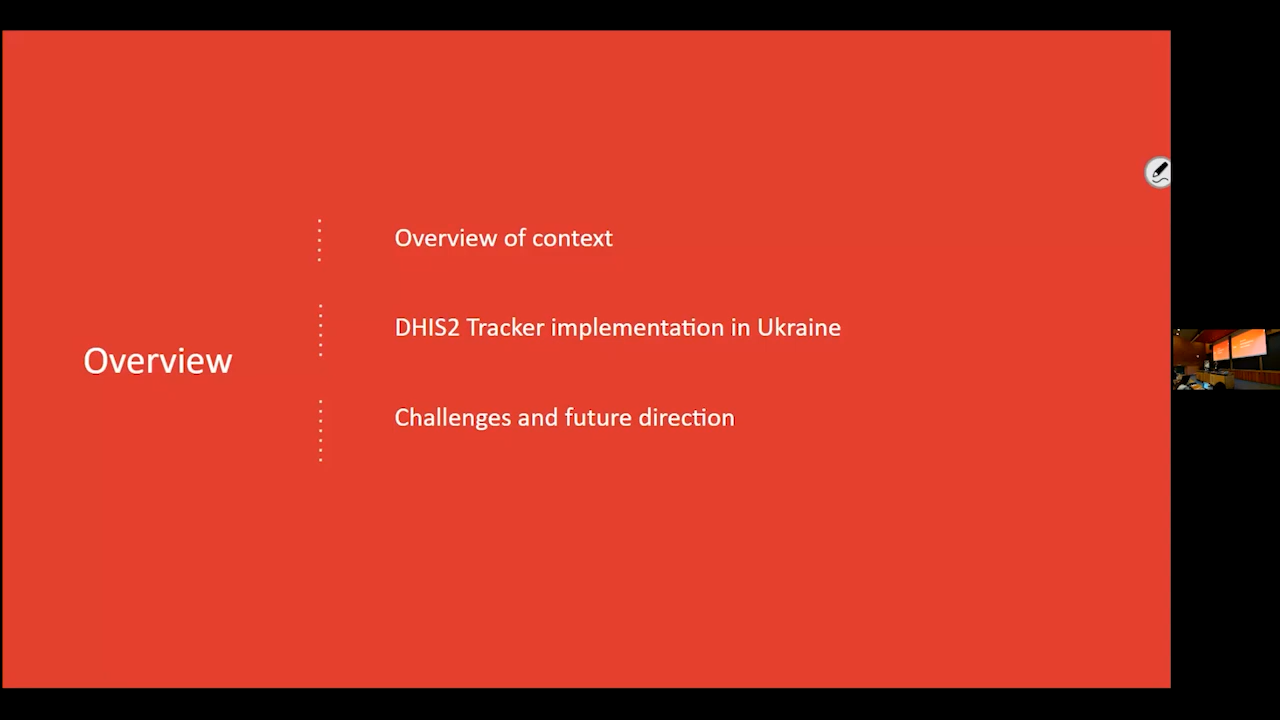 Overview
Overview of context
DHIS2 Tracker implementation in Ukraine
Challenges and future direction